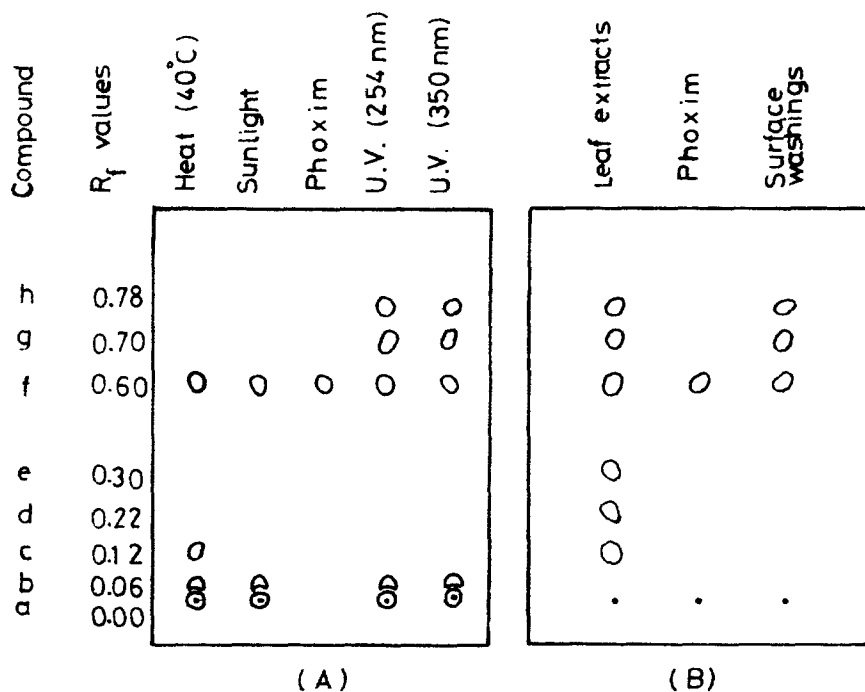 Compound
Rf values
Heat (40°C)
Sunlight
Phoxim
U.V. (254 nm)
U.V. (350 nm)
Leaf extracts
Phoxim
Surface
washings
h 0.78
g 0.70
f 0.60
e 0.30
d 0.22
c 0.12
b 0.06
a 0.00
(A)
(B)